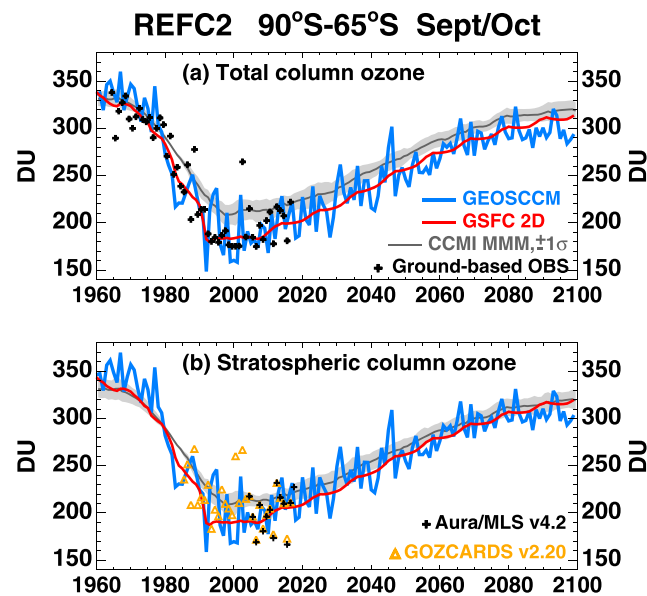 REFC2 90°S-65°S Sept/Oct
(a) Total column ozone
350
300
250
200
150
DU
350
300
250
200
150
DU
GEOSCCM
GSFC 2D
CCMI MMM,±1σ
Ground-based OBS
1960 1980 2000 2020 2040 2060 2080 2100
(b) Stratospheric column ozone
350
300
250
200
150
DU
350
300
250
200
150
DU
Aura/MLS v4.2
GOZCARDS v2.20
1960 1980 2000 2020 2040 2060 2080 2100